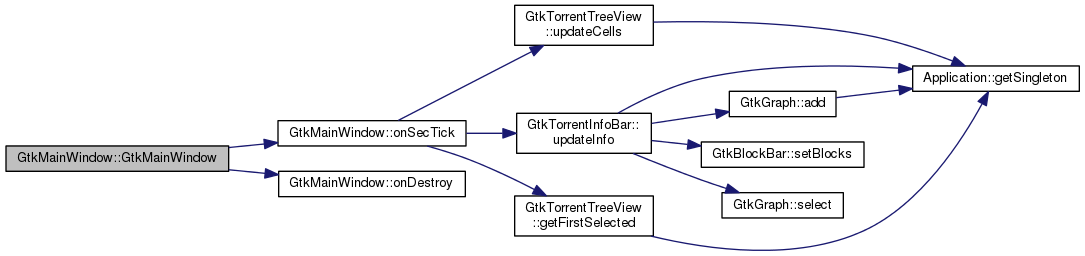 GtkMainWindow::GtkMainWindow
GtkMainWindow::onSecTick
GtkMainWindow::onDestroy
GtkTorrentTreeView
::updateCells
GtkTorrentInfoBar::
updateInfo
GtkTorrentTreeView
::getFirstSelected
GtkGraph::add
GtkBlockBar::setBlocks
GtkGraph::select
Application::getSingleton